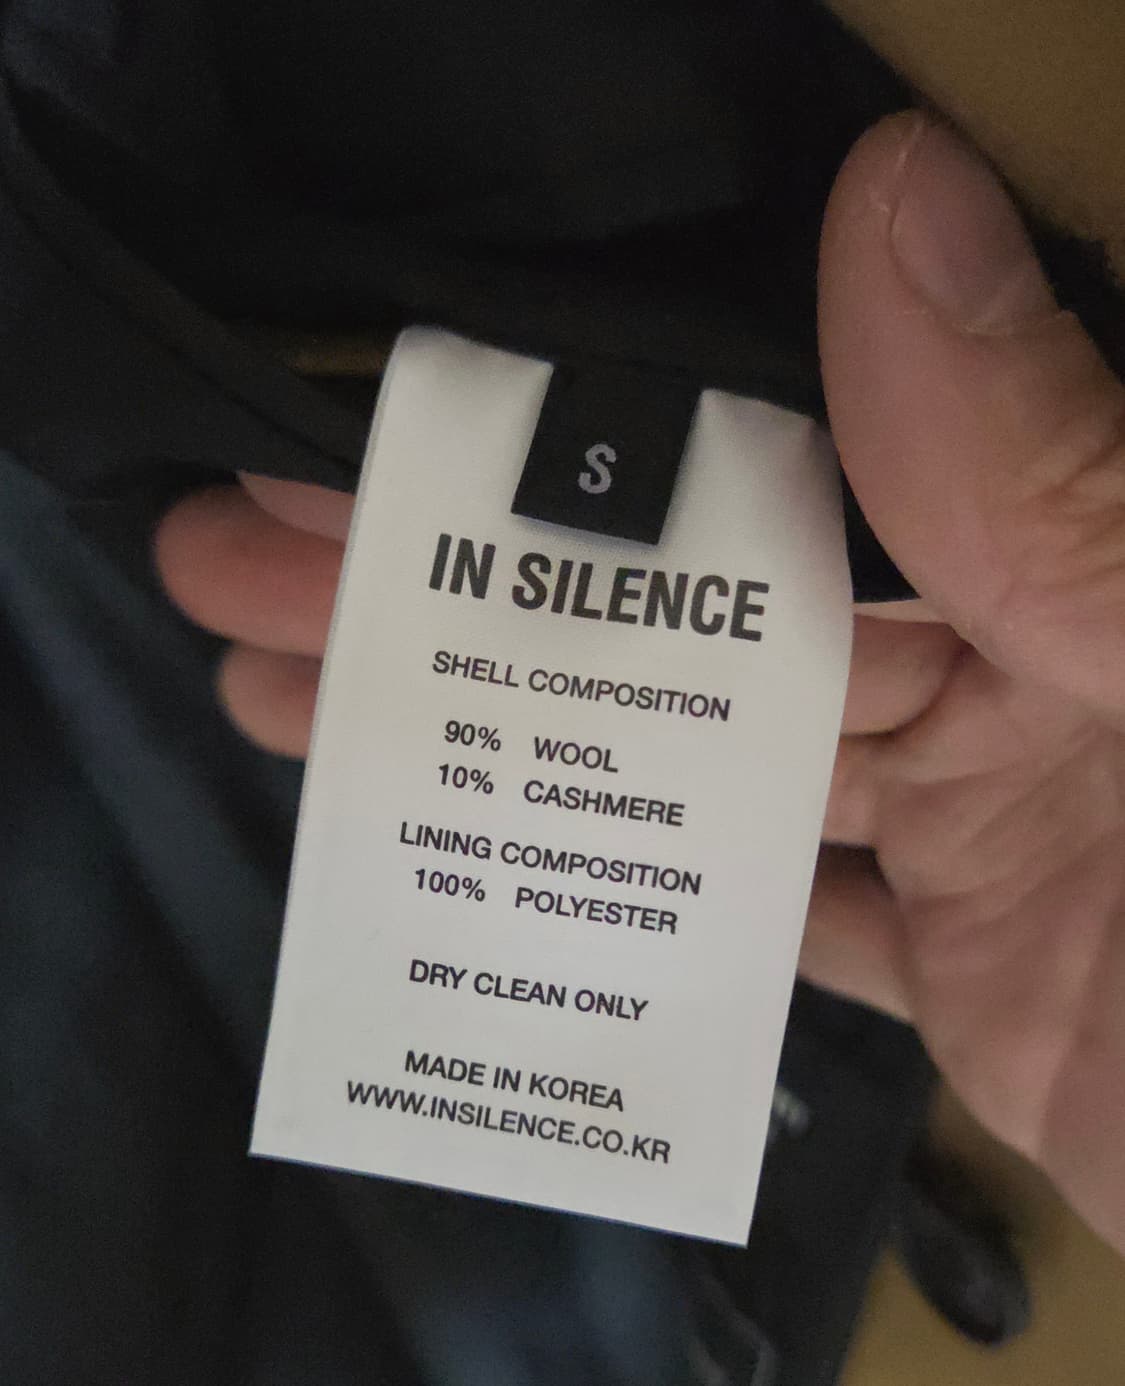 S
IN SILENCE
SHELL COMPOSITION
90% WOOL
10% CASHMERE
LINING COMPOSITION
100% POLYESTER
DRY CLEAN ONLY
MADE IN KOREA
WWW.INSILENCE.CO.KR